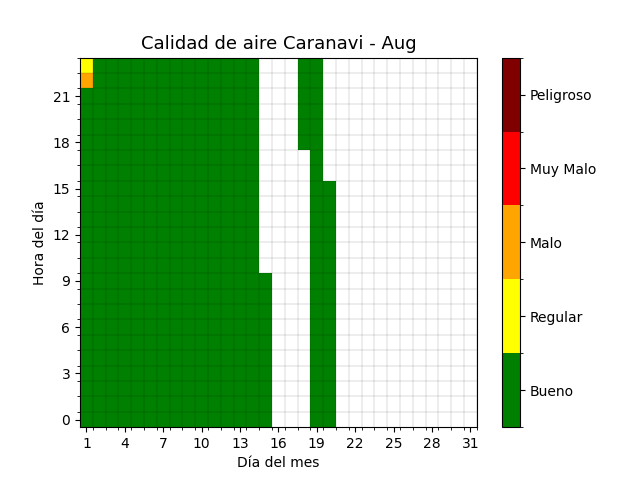 Calidad de aire Caranavi - Aug
Hora del día
21
18
15
12
9
6
3
0
1 4 7 10 13 16 19 22 25 28 31
Día del mes
Peligroso
Muy Malo
Malo
Regular
Bueno